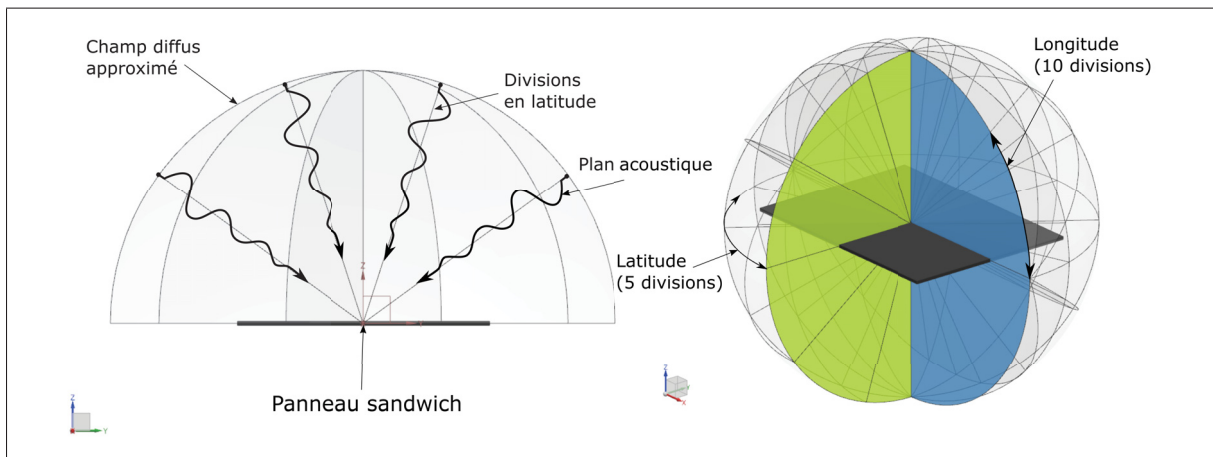 Champ diffus
approximé
Divisions
en latitude
Plan acoustique
Z
Panneau sandwich
Z
Y
Longitude
(10 divisions)
Latitude
(5 divisions)
Z
Y
X